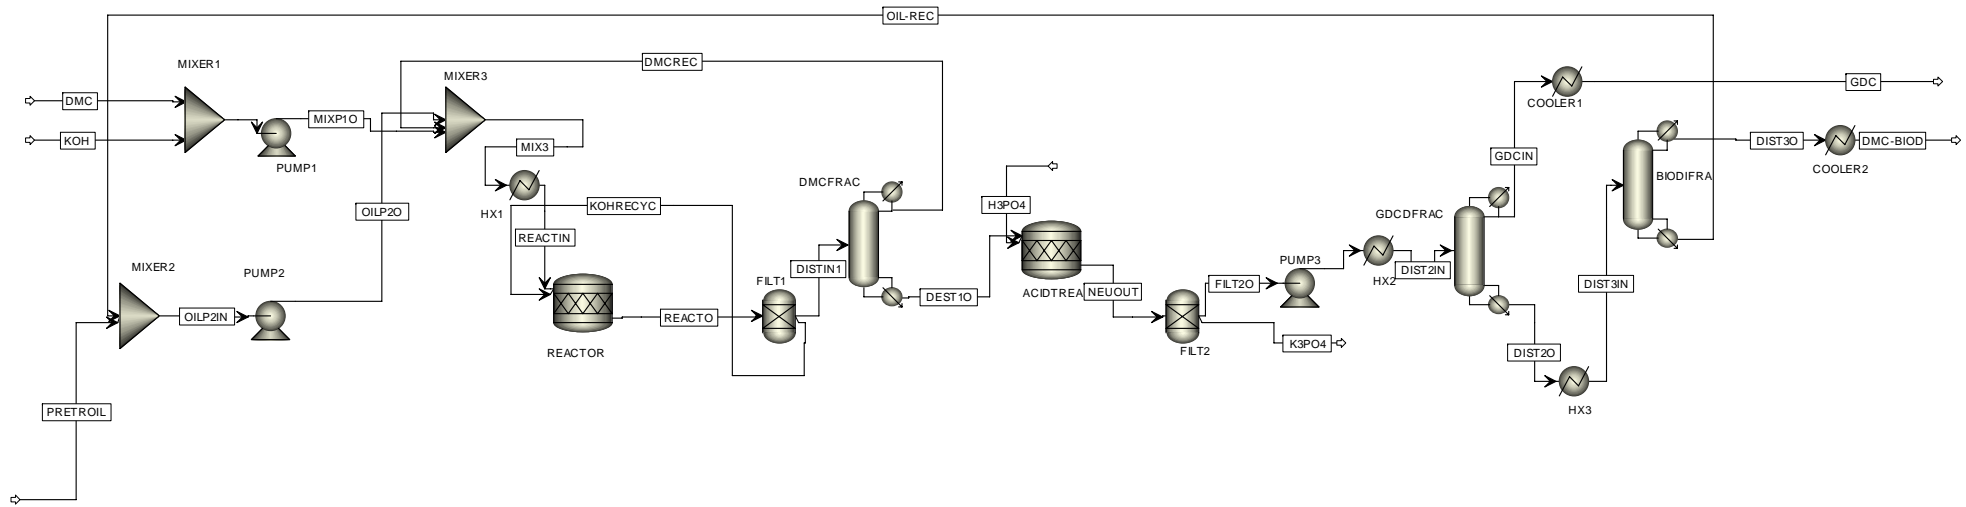 OIL-REC
MIXER1
DMCREC
MIXER3
DMC
GDC
COOLER1
MIXP1O
KOH
PUMP1
MIX3
DIST3O
DMC-BIOD
COOLER2
GDCIN
BIODIFRA
DMCFRAC
HX1
KOHRECYC
OILP2O
H3PO4
GDCDFRAC
REACTIN
MIXER2
PUMP2
DISTIN1
FILT1
PUMP3
HX2
DIST2IN
DEST1O
ACIDTREA
NEUOUT
FILT2O
DIST3IN
OILP2IN
REACTO
REACTOR
FILT2
K3PO4
DIST2O
HX3
PRETROIL